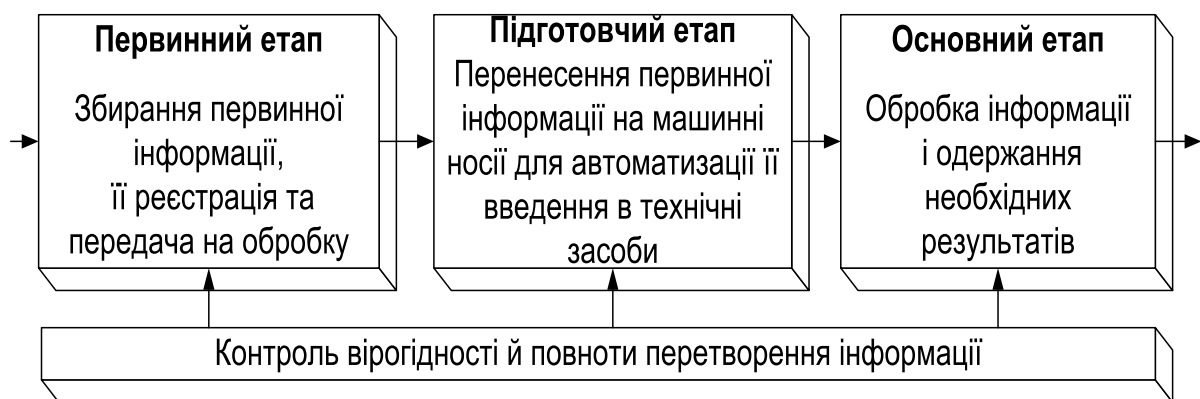 Первинний етап
Збирання первинної
інформації,
її реєстрація та
передача на обробку
Підготовчий етап
Перенесення первинної
інформації на машинні
носії для автоматизації її
введення в технічні
засоби
Основний етап
Обробка інформації
і одержання
необхідних
результатів
Контроль вірогідності й повноти перетворення інформації